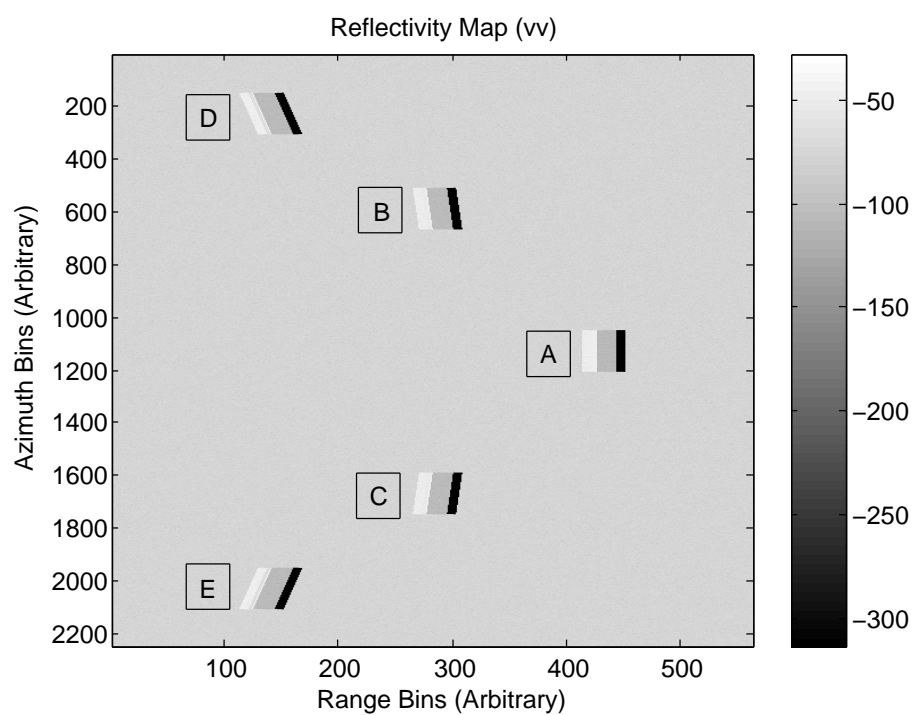 Reflectivity Map (vv)
Azimuth Bins (Arbitrary)
200
400
600
800
1000
1200
1400
1600
1800
2000
2200
D
B
A
C
E
100
200
300
400
500
Range Bins (Arbitrary)
−50
−100
−150
−200
−250
−300